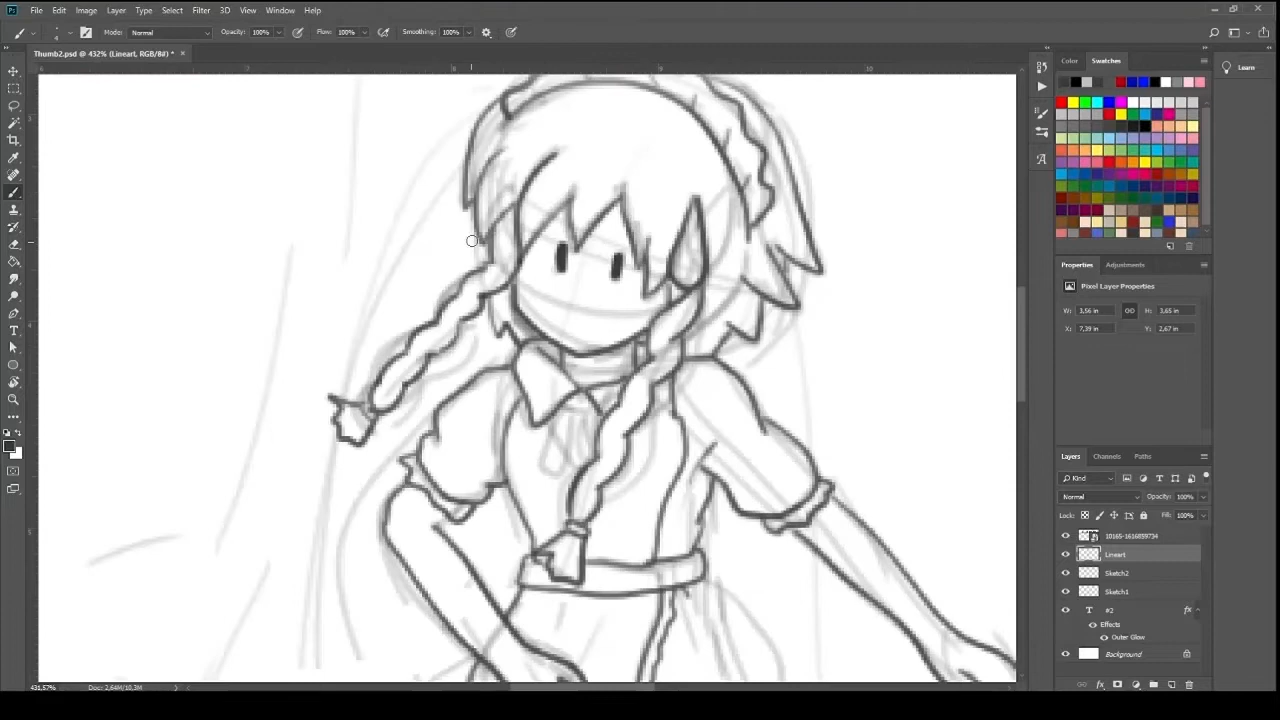 Ps File Edit Image Layer Type Select Filter 3D View Window Help
Mode: Normal Opacity: 100% Flow: 100% Smoothing: 100%
Thumb2.psd @ 432% (Lineart, RGB/8#) * ×
Color Swatches
Learn
Properties Adjustments
Pixel Layer Properties
W: 3,56 in H: 3,65 in
X: 7,39 in Y: 2,67 in
Layers Channels Paths
Kind
Normal Opacity: 100%
Lock: Fill: 100%
10165-1616859734
Lineart
Sketch2
Sketch1
T #2 fx
Effects
Outer Glow
Background
431,57% Doc: 2,64M/10,3M